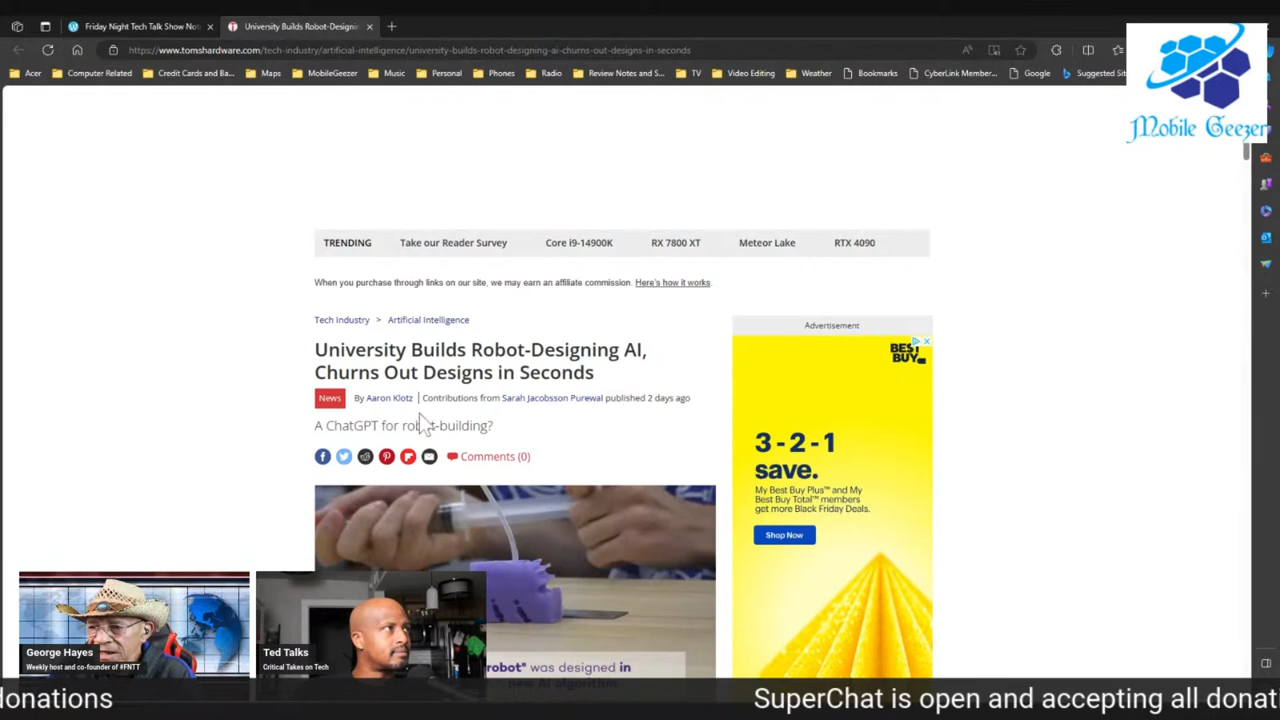 Friday Night Tech Talk Show Not
University Builds Robot-Designin
https://www.tomshardware.com/tech-industry/artificial-intelligence/university-builds-robot-designing-ai-churns-out-designs-in-seconds
Acer
Computer Related
Credit Cards and Ba...
Maps
MobileGeezer
Music
Personal
Phones
Radio
Review Notes and S...
TV
Video Editing
Weather
Bookmarks
CyberLink Member...
Google
Suggested Sit
Mobile Geezer
TRENDING
Take our Reader Survey
Core i9-14900K
RX 7800 XT
Meteor Lake
RTX 4090
When you purchase through links on our site, we may earn an affiliate commission. Here's how it works.
Tech Industry > Artificial Intelligence
University Builds Robot-Designing AI,
Churns Out Designs in Seconds
News By Aaron Klotz | Contributions from Sarah Jacobsson Purewal published 2 days ago
A ChatGPT for robot-building?
Comments (0)
Advertisement
BEST
BUY
3-2-1
save.
My Best Buy Plus™ and My
Best Buy Total™ members
get more Black Friday Deals.
Shop Now
robot" was designed in
new AI algorithm
George Hayes
Weekly host and co-founder of #FNTT
Ted Talks
Critical Takes on Tech
donations
SuperChat is open and accepting all donat